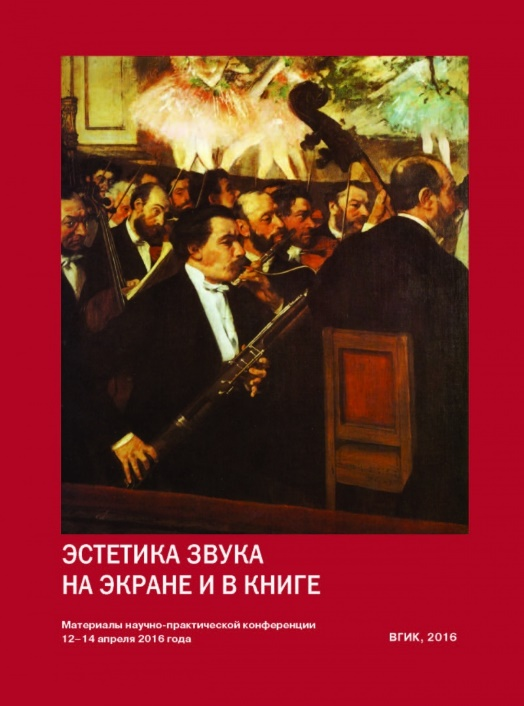 ЭСТЕТИКА ЗВУКА
НА ЭКРАНЕ И В КНИГЕ
Материалы научно-практической конференции
12–14 апреля 2016 года
ВГИК, 2016